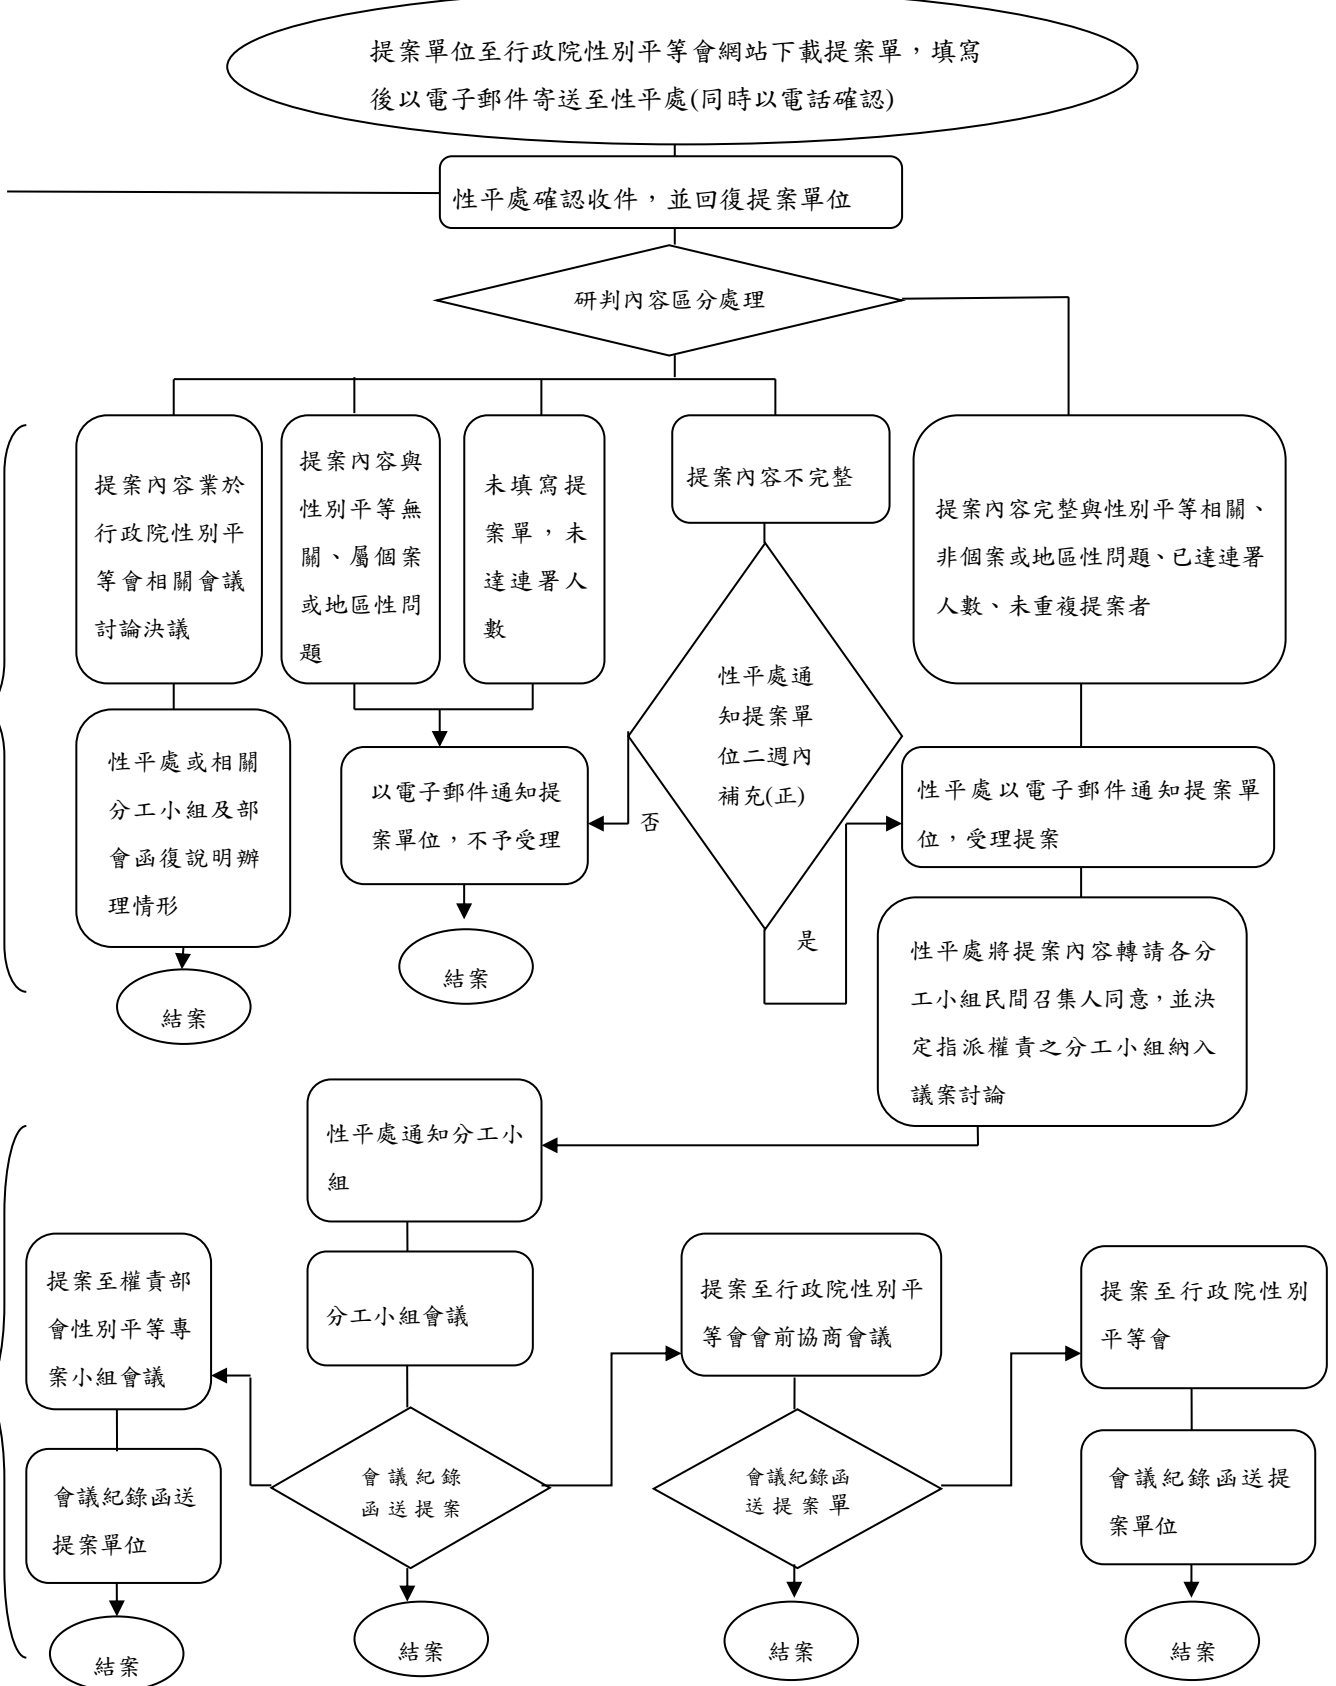 提案單位至行政院性別平等會網站下載提案單，填寫
後以電子郵件寄送至性平處(同時以電話確認)
性平處確認收件，並回復提案單位
研判內容區分處理
提案內容業於
行政院性別平
等會相關會議
討論決議
提案內容與
性別平等無
關、屬個案
或地區性問
題
未填寫提
案單，未
達連署人
數
提案內容不完整
提案內容完整與性別平等相關、
非個案或地區性問題、已達連署
人數、未重複提案者
性平處或相關
分工小組及部
會函復說明辦
理情形
以電子郵件通知提
案單位，不予受理
否
性平處通
知提案單
位二週內
補充(正)
是
性平處以電子郵件通知提案單
位，受理提案
結案
結案
性平處將提案內容轉請各分
工小組民間召集人同意，並決
定指派權責之分工小組納入
議案討論
性平處通知分工小
組
分工小組會議
提案至權責部
會性別平等專
案小組會議
提案至行政院性別平
等會會前協商會議
提案至行政院性別
平等會
會議紀錄函送
提案單位
會議紀錄
函送提案
會議紀錄函
送提案單
會議紀錄函送提
案單位
結案
結案
結案
結案